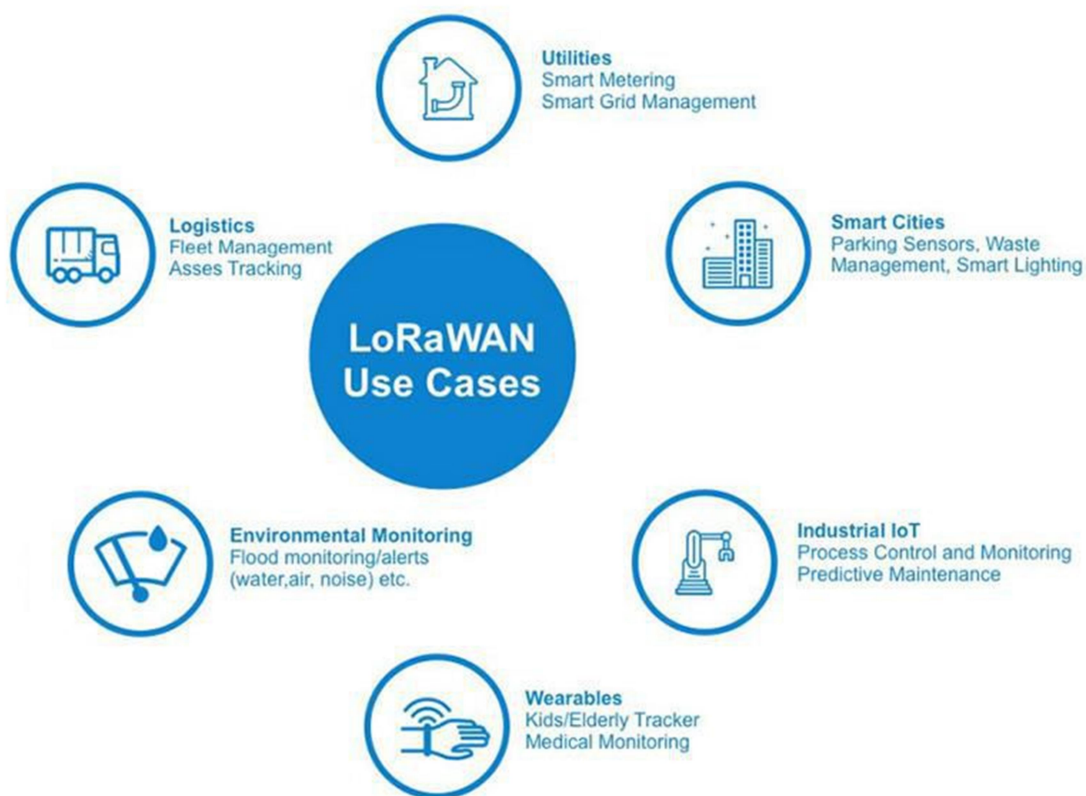 Utilities
Smart Metering
Smart Grid Management
Logistics
Fleet Management
Asses Tracking
Smart Cities
Parking Sensors, Waste
Management, Smart Lighting
LoRaWAN
Use Cases
Environmental Monitoring
Flood monitoring/alerts
(water,air, noise) etc.
Industrial IoT
Process Control and Monitoring
Predictive Maintenance
Wearables
Kids/Elderly Tracker
Medical Monitoring